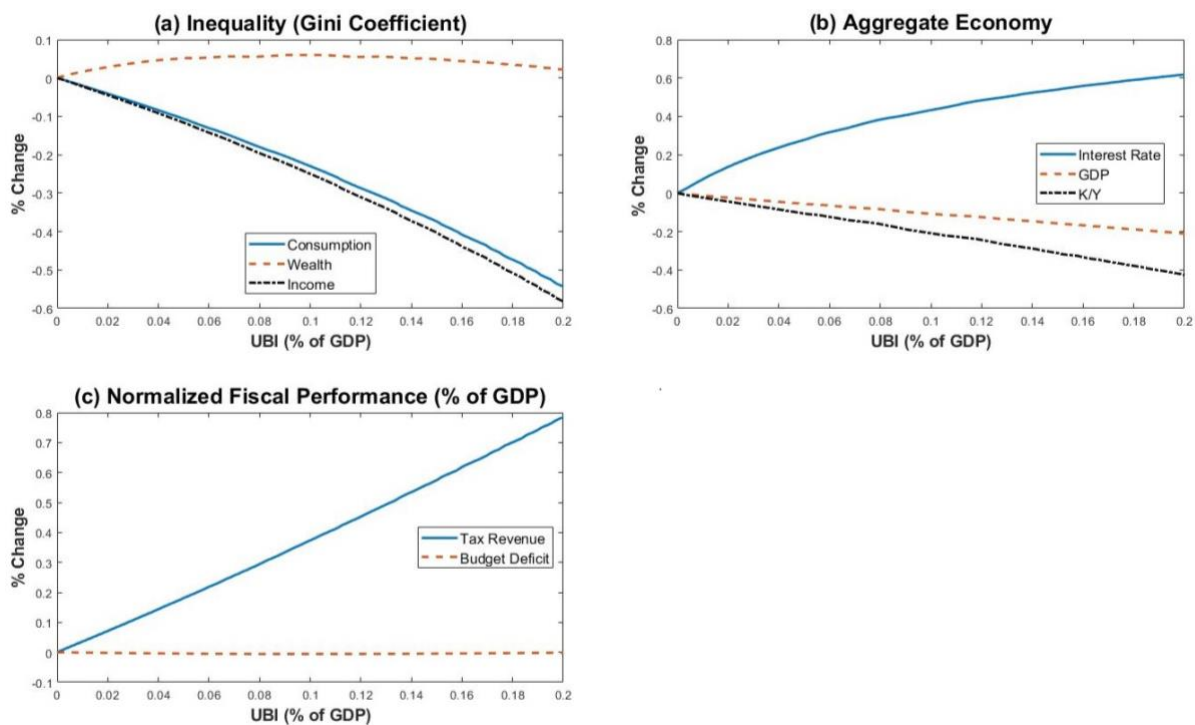 (a) Inequality (Gini Coefficient)
0.1
0
-0.1
-0.2
-0.3
-0.4
-0.5
-0.6
% Change
Consumption
Wealth
Income
0 0.02 0.04 0.06 0.08 0.1 0.12 0.14 0.16 0.18 0.2
UBI (% of GDP)
(b) Aggregate Economy
0.8
0.6
0.4
0.2
0
-0.2
-0.4
-0.6
% Change
Interest Rate
GDP
K/Y
0 0.02 0.04 0.06 0.08 0.1 0.12 0.14 0.16 0.18 0.2
UBI (% of GDP)
(c) Normalized Fiscal Performance (% of GDP)
0.8
0.7
0.6
0.5
0.4
0.3
0.2
0.1
0
-0.1
% Change
Tax Revenue
Budget Deficit
0 0.02 0.04 0.06 0.08 0.1 0.12 0.14 0.16 0.18 0.2
UBI (% of GDP)